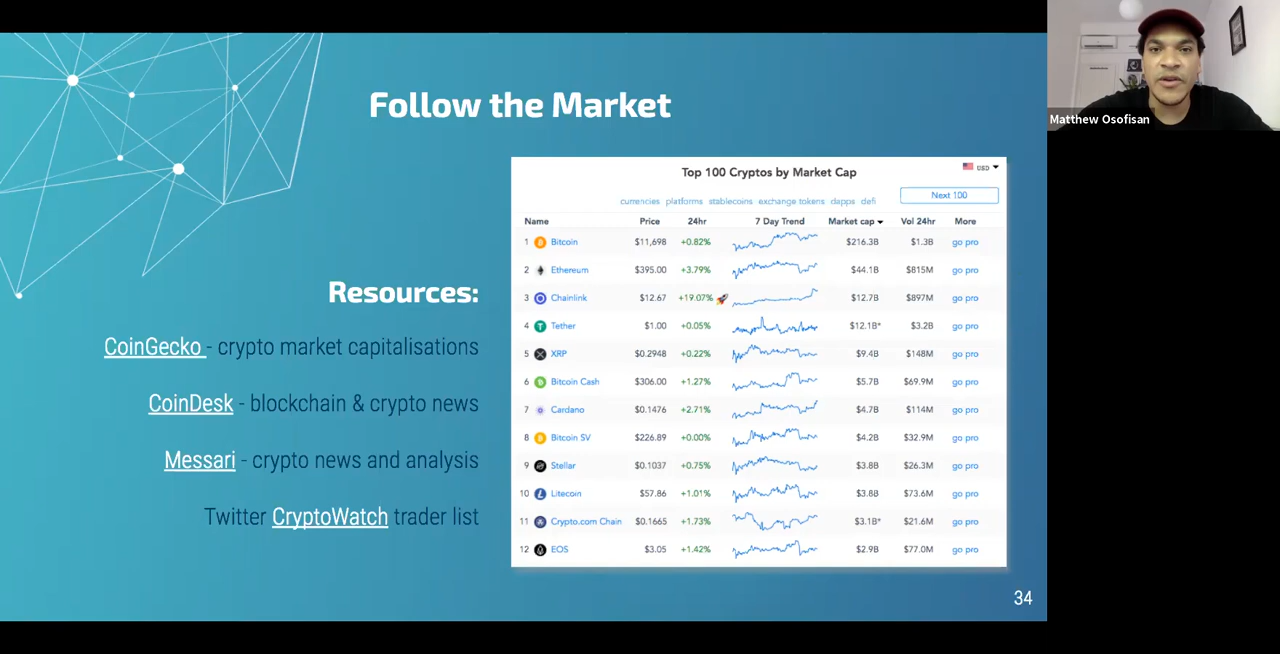 Follow the Market
Resources:
CoinGecko - crypto market capitalisations
CoinDesk - blockchain & crypto news
Messari - crypto news and analysis
Twitter CryptoWatch trader list
Top 100 Cryptos by Market Cap
USD
currencies platforms stablecoins exchange tokens dapps defi
Next 100
Name Price 24hr 7 Day Trend Market cap Vol 24hr More
1 Bitcoin $11,698 +0.82% $216.3B $1.3B go pro
2 Ethereum $395.00 +3.79% $44.1B $815M go pro
3 Chainlink $12.67 +19.07% $12.7B $897M go pro
4 Tether $1.00 +0.05% $12.1B* $3.2B go pro
5 XRP $0.2948 +0.22% $9.4B $148M go pro
6 Bitcoin Cash $306.00 +1.27% $5.7B $69.9M go pro
7 Cardano $0.1476 +2.71% $4.7B $114M go pro
8 Bitcoin SV $226.89 +0.00% $4.2B $32.9M go pro
9 Stellar $0.1037 +0.75% $3.8B $26.3M go pro
10 Litecoin $57.86 +1.01% $3.8B $73.6M go pro
11 Crypto.com Chain $0.1665 +1.73% $3.1B* $21.6M go pro
12 EOS $3.05 +1.42% $2.9B $77.0M go pro
34
Matthew Osofisan